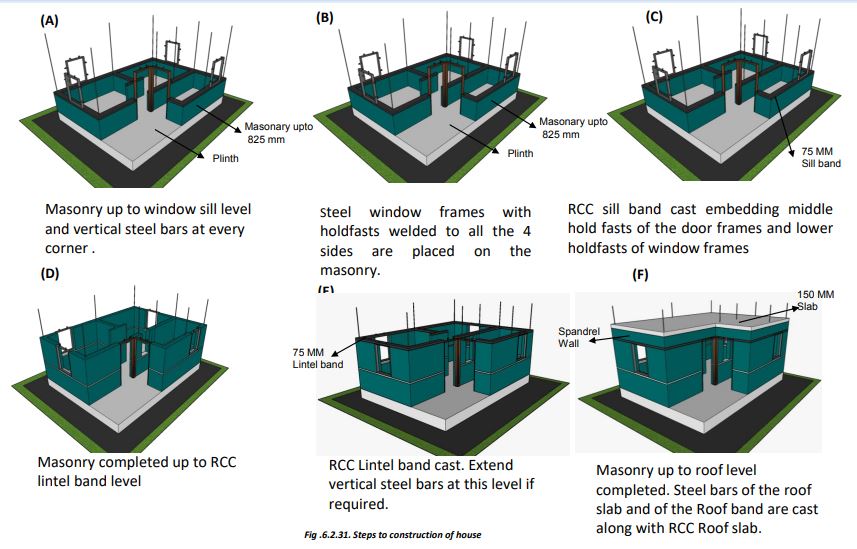 (A)
Masonary upto
825 mm
Plinth
Masonry up to window sill level
and vertical steel bars at every
corner .
(B)
Masonary upto
825 mm
Plinth
steel window frames with
holdfasts welded to all the 4
sides are placed on the
masonry.
(C)
75 MM
Sill band
RCC sill band cast embedding middle
hold fasts of the door frames and lower
holdfasts of window frames
(D)
Masonry completed up to RCC
lintel band level
(E)
75 MM
Lintel band
RCC Lintel band cast. Extend
vertical steel bars at this level if
required.
(F)
150 MM
Slab
Spandrel
Wall
Masonry up to roof level
completed. Steel bars of the roof
slab and of the Roof band are cast
along with RCC Roof slab.
Fig .6.2.31. Steps to construction of house